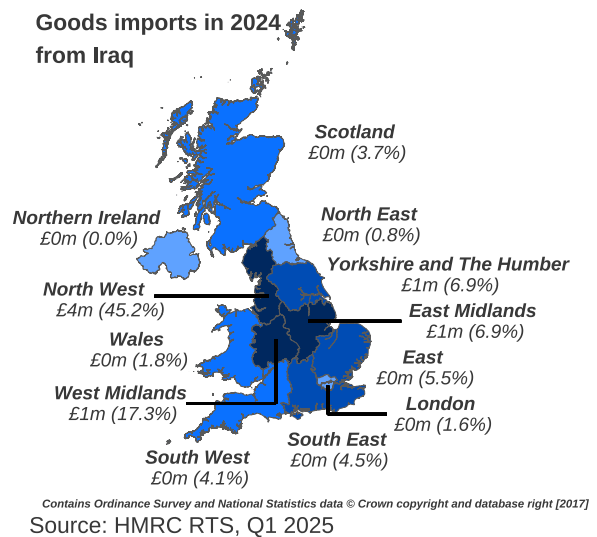 Goods imports in 2024
from Iraq
Scotland
£0m (3.7%)
Northern Ireland
£0m (0.0%)
North East
£0m (0.8%)
Yorkshire and The Humber
£1m (6.9%)
North West
£4m (45.2%)
East Midlands
£1m (6.9%)
Wales
£0m (1.8%)
East
£0m (5.5%)
West Midlands
£1m (17.3%)
London
£0m (1.6%)
South East
£0m (4.5%)
South West
£0m (4.1%)
Contains Ordinance Survey and National Statistics data © Crown copyright and database right [2017]
Source: HMRC RTS, Q1 2025